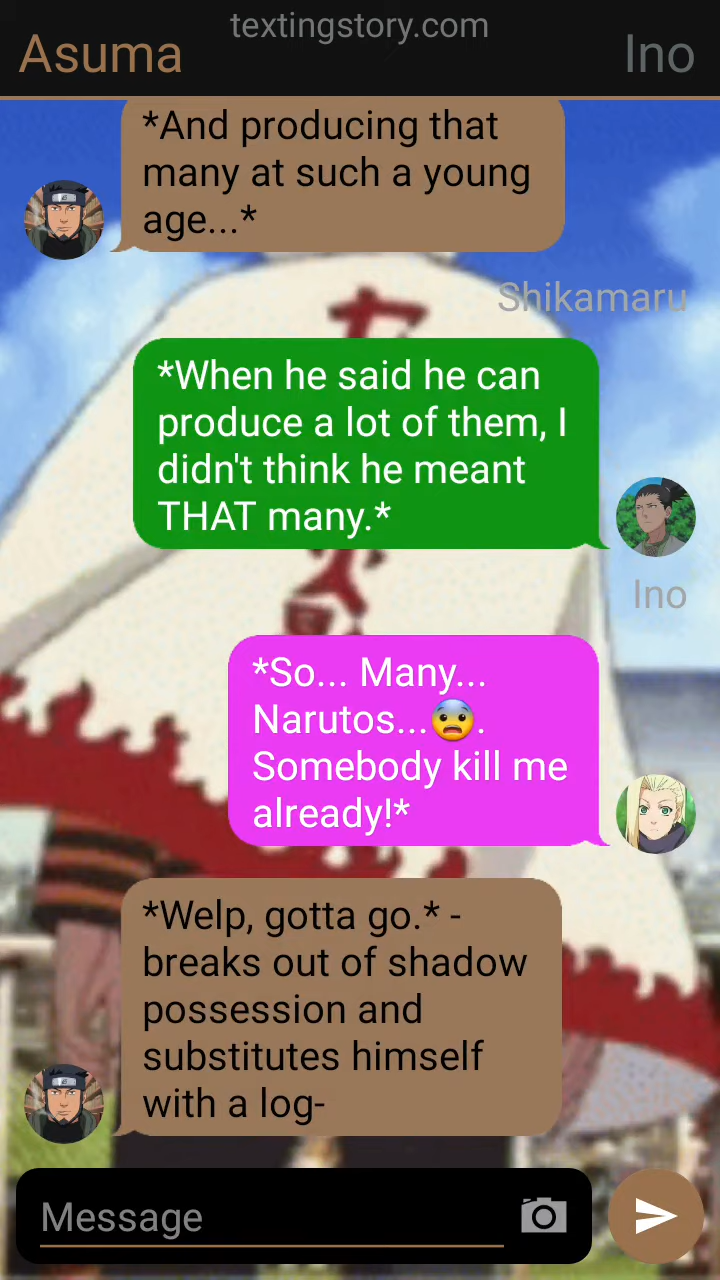 textingstory.com
Asuma
Ino
*And producing that
many at such a young
age...*
Shikamaru
*When he said he can
produce a lot of them, I
didn't think he meant
THAT many.*
Ino
*So... Many...
Narutos...😨.
Somebody kill me
already!*
*Welp, gotta go.* -
breaks out of shadow
possession and
substitutes himself
with a log-
Message